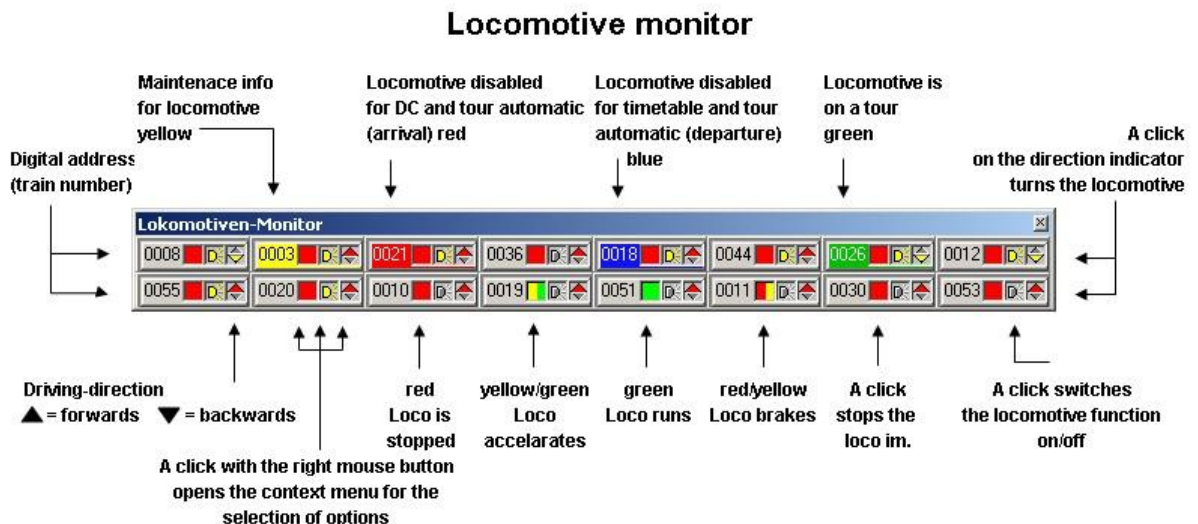 Locomotive monitor
Maintenace info
for locomotive
yellow
Locomotive disabled
for DC and tour automatic
(arrival) red
Locomotive disabled
for timetable and tour
automatic (departure)
blue
Locomotive is
on a tour
green
A click
on the direction indicator
turns the locomotive
Digital address
(train number)
Lokomotiven-Monitor
0008 D 0003 D 0021 D 0036 D 0018 D 0044 D 0026 D 0012 D
0055 D 0020 D 0010 D 0019 D 0051 D 0011 D 0030 D 0053 D
Driving-direction
▲ = forwards ▼ = backwards
red
Loco is
stopped
yellow/green
Loco
accelarates
green
Loco runs
red/yellow
Loco brakes
A click
stops the
loco im.
A click switches
the locomotive function
on/off
A click with the right mouse button
opens the context menu for the
selection of options